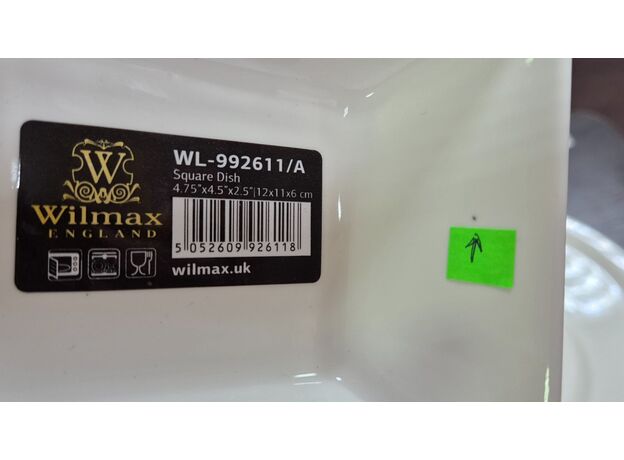 W
Wilmax
ENGLAND
WL-992611/A
Square Dish
4.75"x4.5"x2.5"|12x11x6 cm
5 052609 926118
wilmax.uk